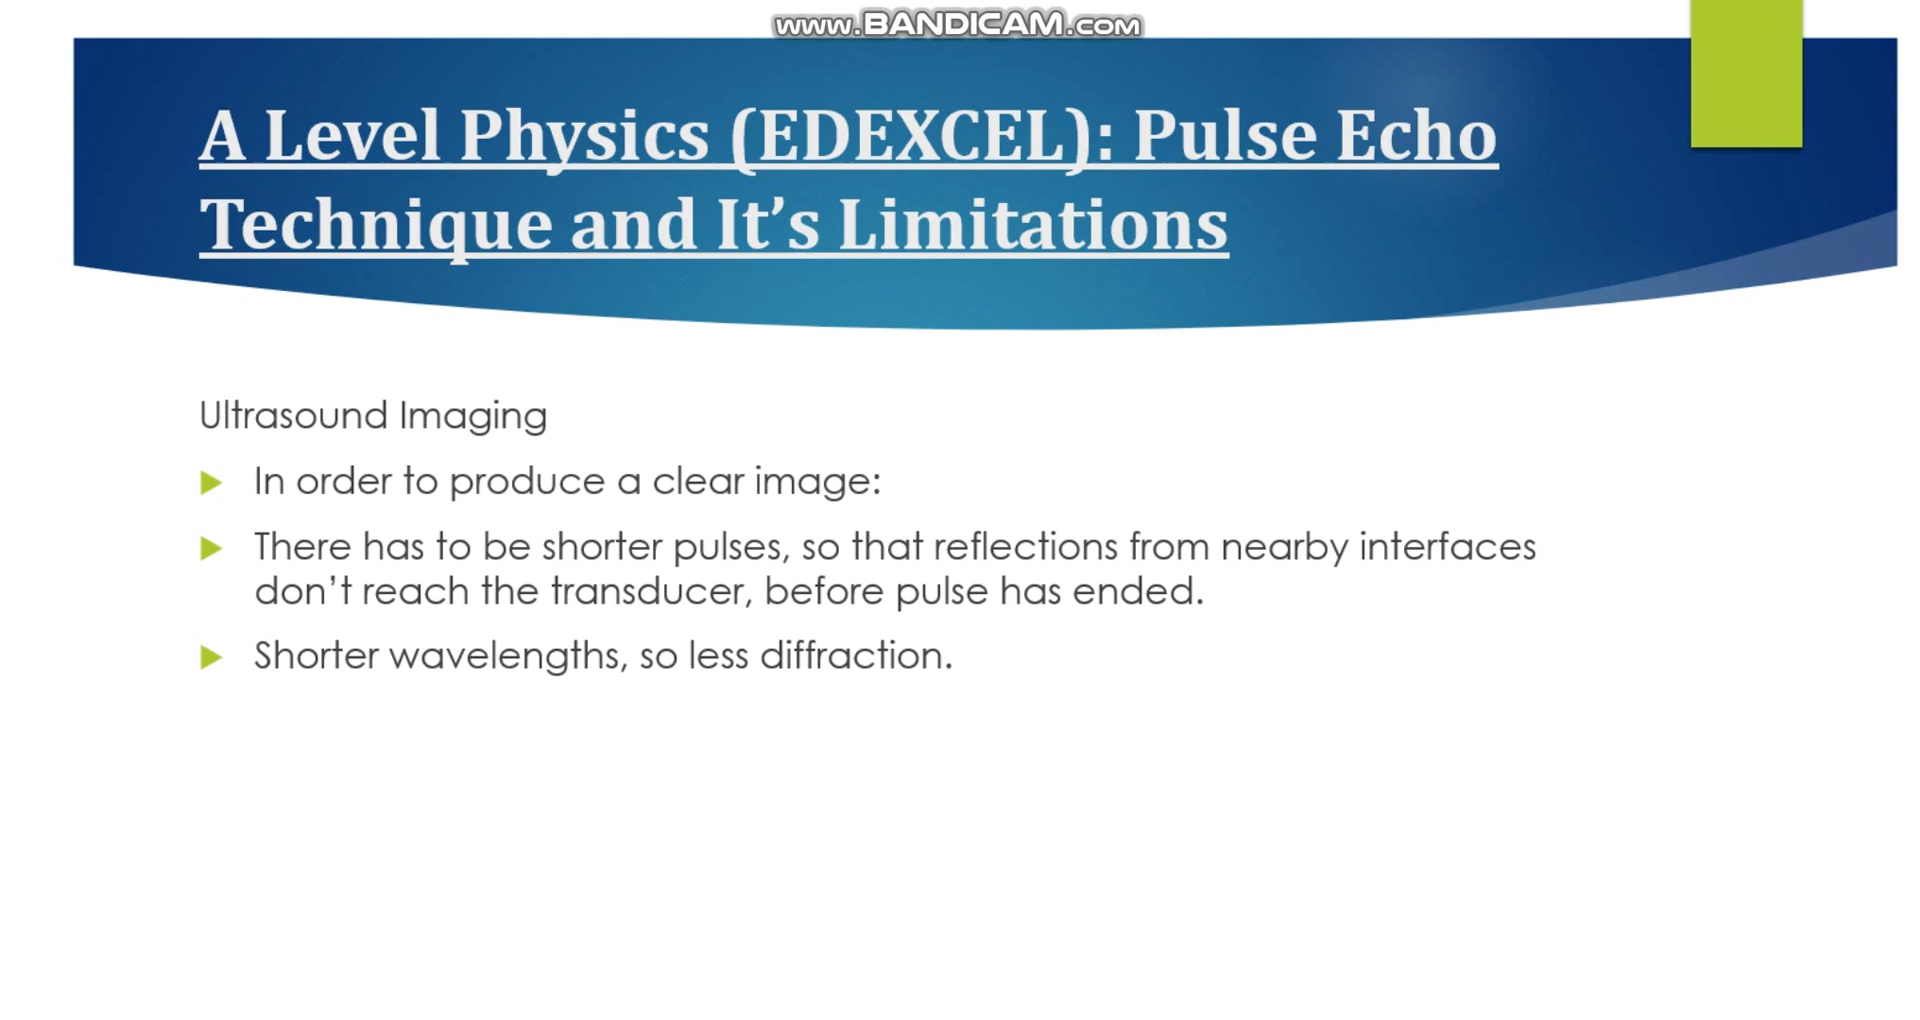 www.BANDICAM.com
A Level Physics (EDEXCEL): Pulse Echo
Technique and It’s Limitations
Ultrasound Imaging
In order to produce a clear image:
There has to be shorter pulses, so that reflections from nearby interfaces
don’t reach the transducer, before pulse has ended.
Shorter wavelengths, so less diffraction.